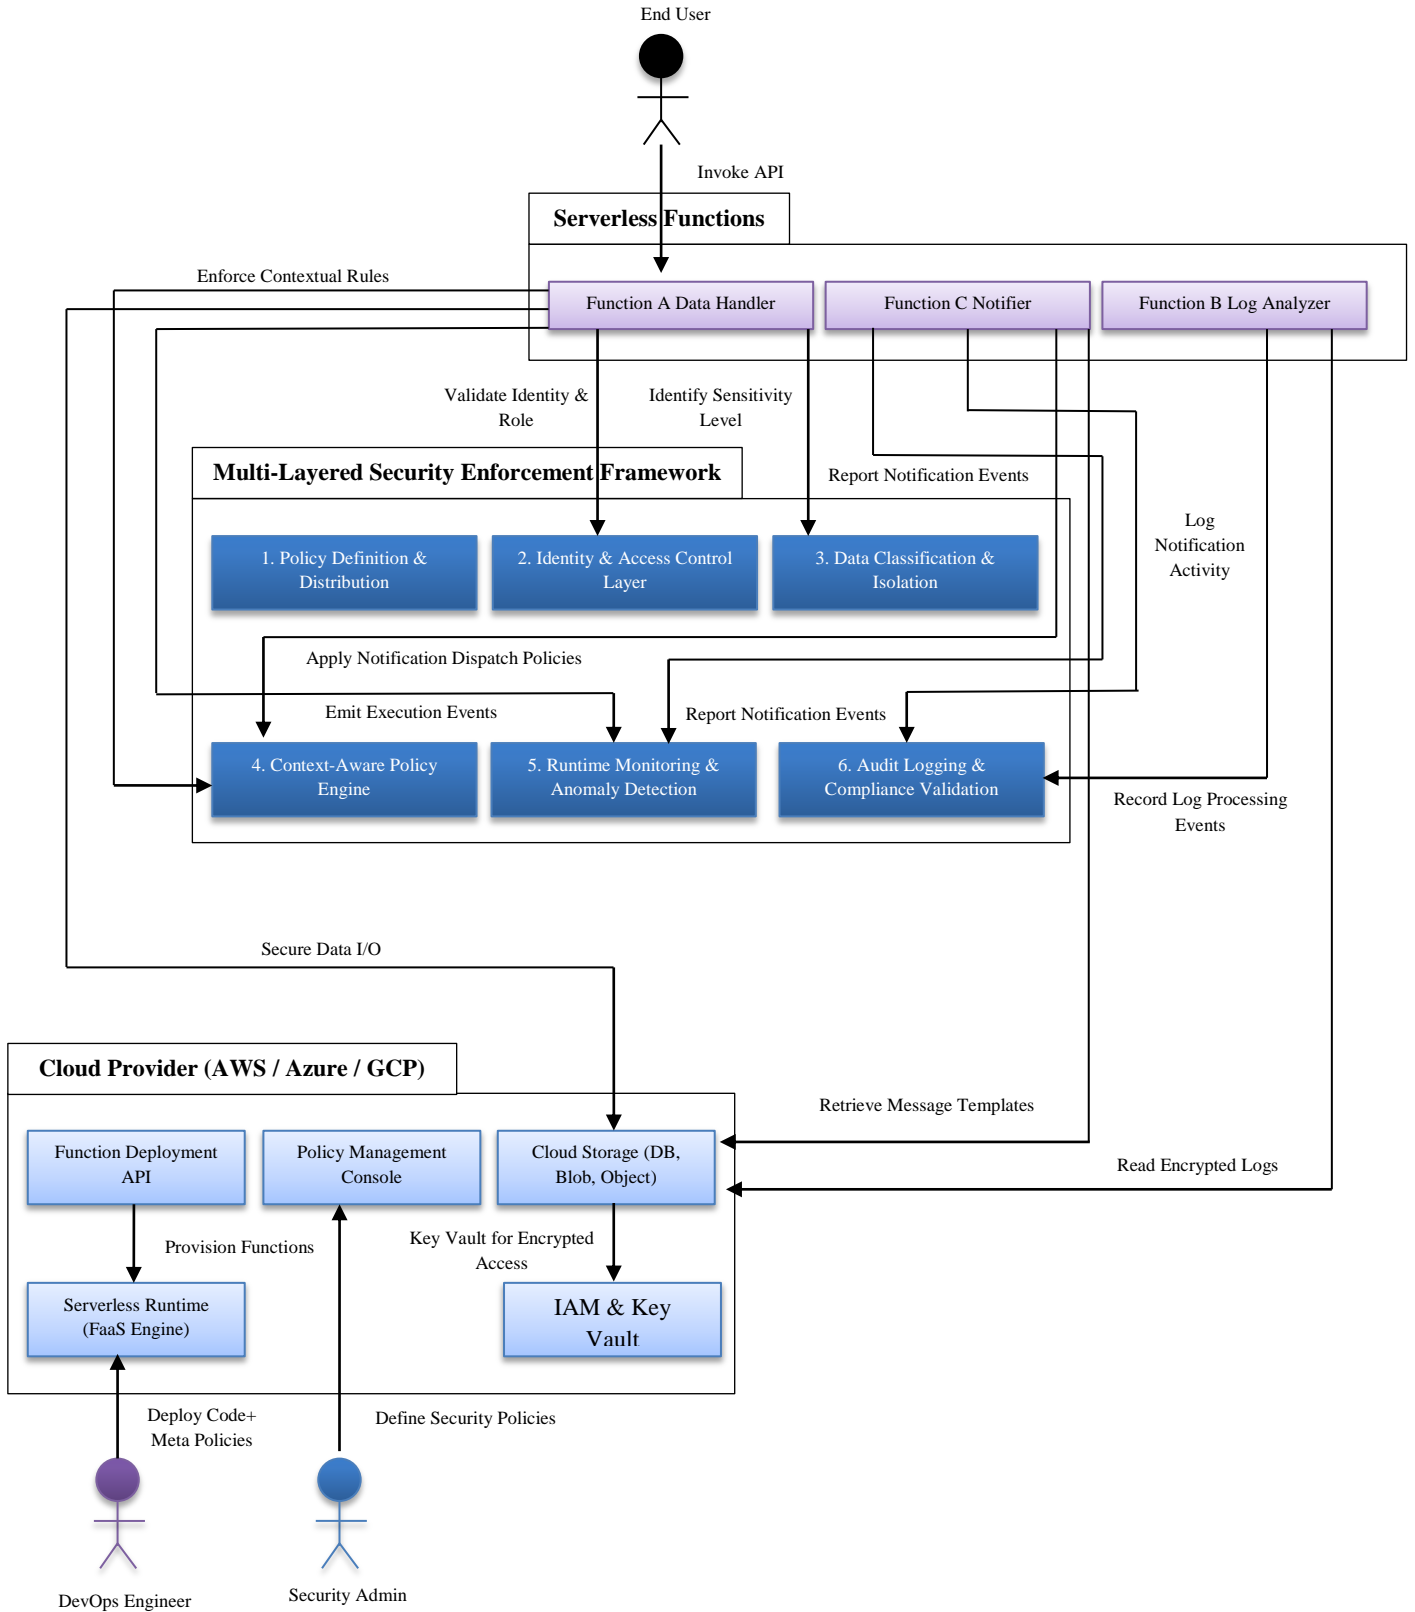 End User
Invoke API
Serverless Functions
Enforce Contextual Rules
Function A Data Handler
Function C Notifier
Function B Log Analyzer
Validate Identity &
Role
Identify Sensitivity
Level
Multi-Layered Security Enforcement Framework
Report Notification Events
Log
Notification
Activity
1. Policy Definition &
Distribution
2. Identity & Access Control
Layer
3. Data Classification &
Isolation
Apply Notification Dispatch Policies
Emit Execution Events
Report Notification Events
4. Context-Aware Policy
Engine
5. Runtime Monitoring &
Anomaly Detection
6. Audit Logging &
Compliance Validation
Record Log Processing
Events
Secure Data I/O
Cloud Provider (AWS / Azure / GCP)
Retrieve Message Templates
Function Deployment
API
Policy Management
Console
Cloud Storage (DB,
Blob, Object)
Read Encrypted Logs
Provision Functions
Key Vault for Encrypted
Access
Serverless Runtime
(FaaS Engine)
IAM & Key
Vault
Deploy Code+
Meta Policies
Define Security Policies
DevOps Engineer
Security Admin